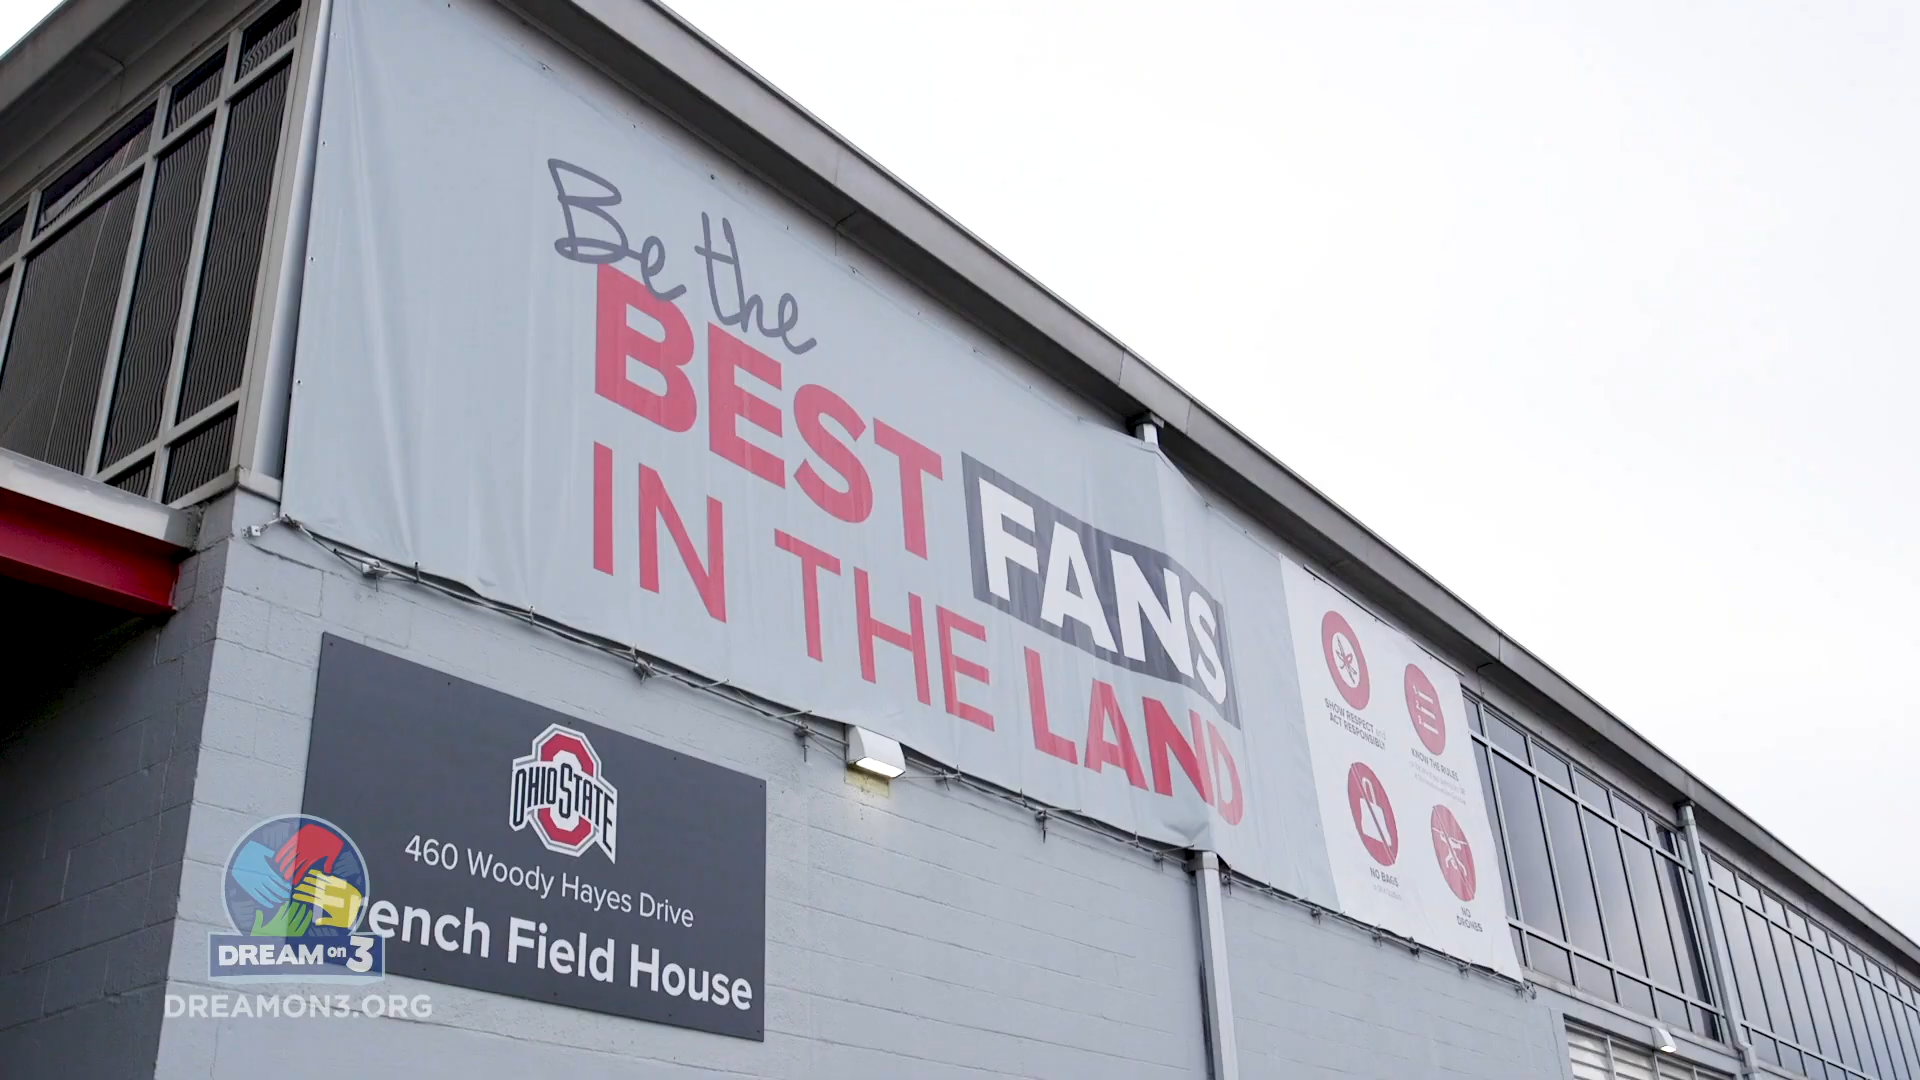 Be the
BEST FANS
IN THE LAND
SHOW RESPECT and
ACT RESPONSIBLY
KNOW THE RULES
NO BAGS
NO
DRONES
OHIO STATE
460 Woody Hayes Drive
French Field House
DREAM on 3
DREAMON3.ORG